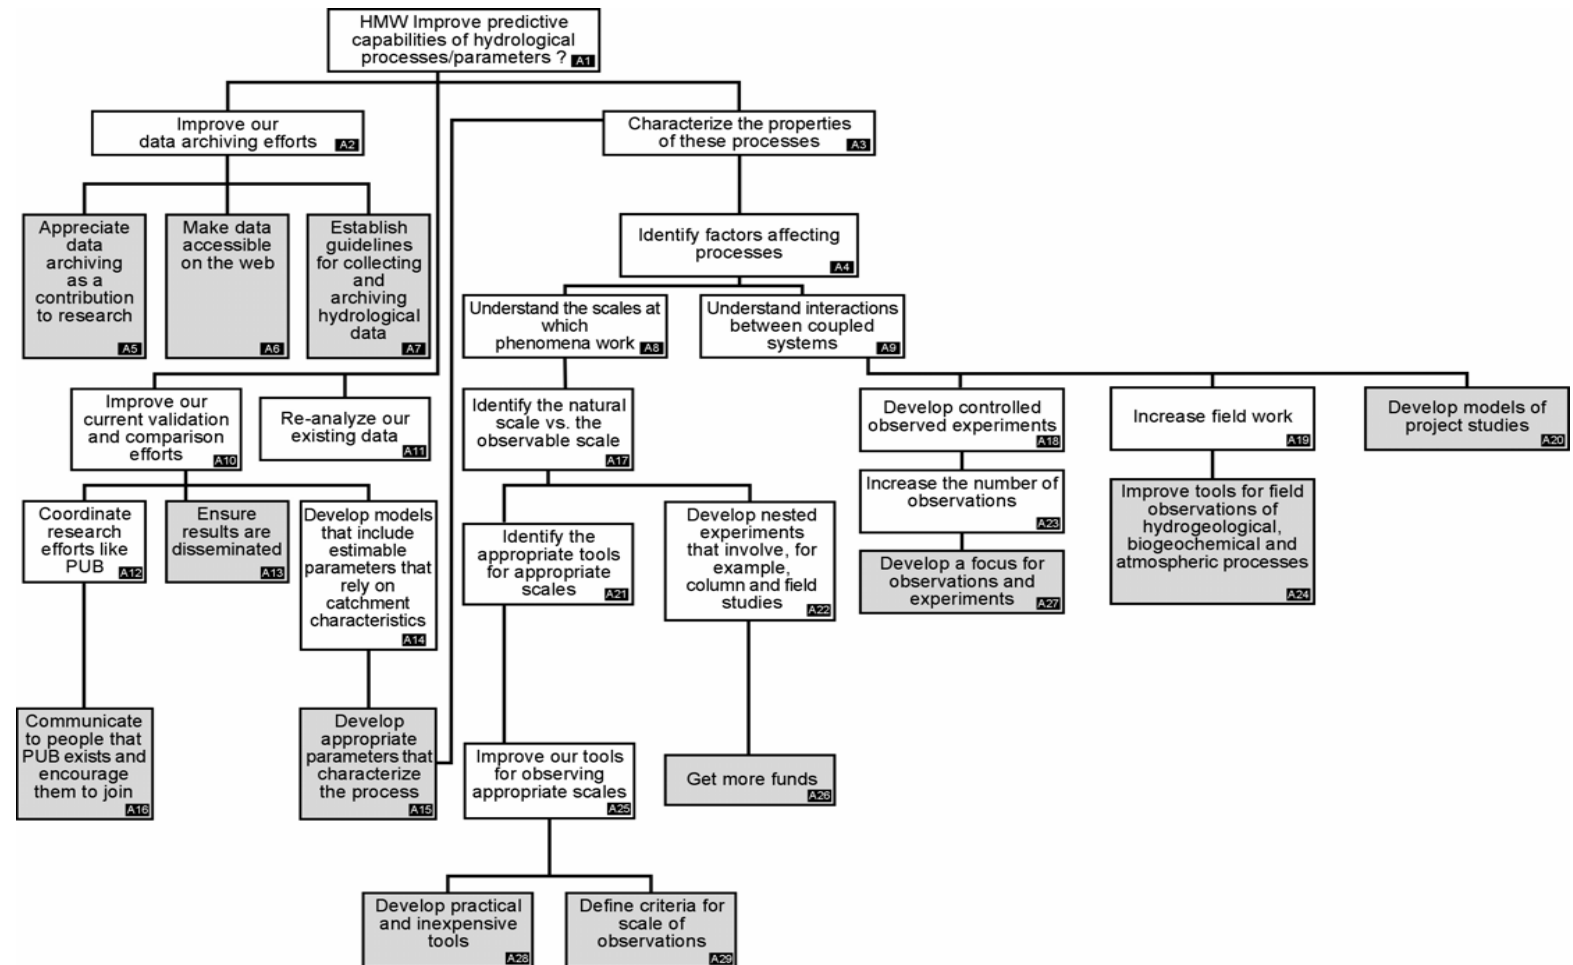 HMW Improve predictive
capabilities of hydrological
processes/parameters ? A1
Improve our
data archiving efforts A2
Characterize the properties
of these processes A3
Identify factors affecting
processes
A4
Appreciate
data
archiving
as a
contribution
to research
A5
Make data
accessible
on the web
A6
Establish
guidelines
for collecting
and
archiving
hydrological
data
A7
Understand the scales at
which
phenomena work A8
Understand interactions
between coupled
systems A9
Improve our
current validation
and comparison
efforts
A10
Re-analyze our
existing data
A11
Identify the natural
scale vs. the
observable scale
A17
Develop controlled
observed experiments
A18
Increase field work
A19
Develop models of
project studies
A20
Coordinate
research
efforts like
PUB A12
Ensure
results are
disseminated
A13
Develop models
that include
estimable
parameters that
rely on
catchment
characteristics
A14
Identify the
appropriate tools
for appropriate
scales A21
Develop nested
experiments
that involve, for
example,
column and field
studies A22
Increase the number of
observations
A23
Improve tools for field
observations of
hydrogeological,
biogeochemical and
atmospheric processes
A24
Develop a focus for
observations and
experiments A27
Communicate
to people that
PUB exists and
encourage
them to join
A16
Develop
appropriate
parameters that
characterize
the process
A15
Improve our tools
for observing
appropriate scales
A25
Get more funds
A26
Develop practical
and inexpensive
tools
A28
Define criteria for
scale of
observations
A29